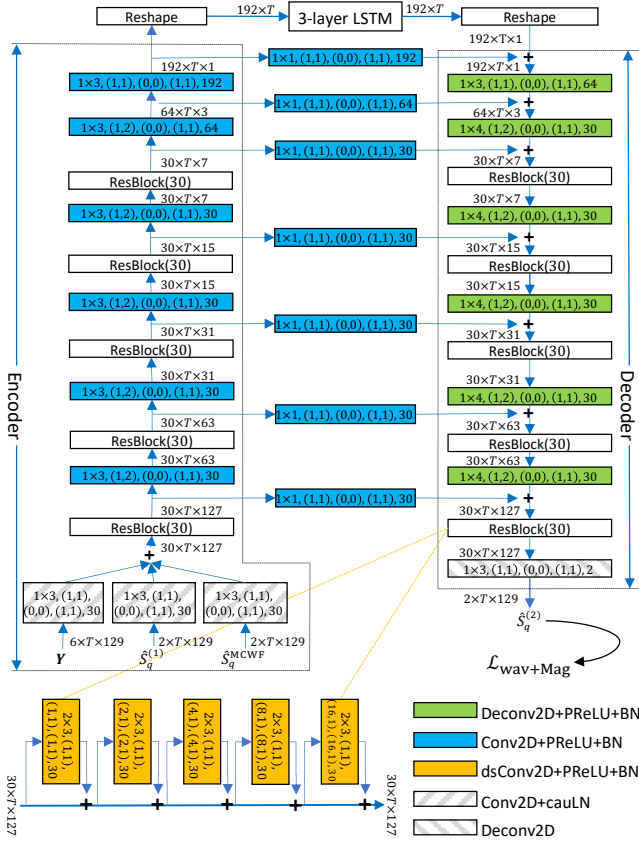 192×T
192×T
Reshape
3-layer LSTM
Reshape
192×T×1
192×T×1
1×1, (1,1), (0,0), (1,1), 192
+
192×T×1
1×3, (1,1), (0,0), (1,1), 192
1×3, (1,1), (0,0), (1,1), 64
64×T×3
1×1, (1,1), (0,0), (1,1), 64
+
64×T×3
1×3, (1,2), (0,0), (1,1), 64
1×4, (1,2), (0,0), (1,1), 30
30×T×7
1×1, (1,1), (0,0), (1,1), 30
+
30×T×7
ResBlock(30)
ResBlock(30)
30×T×7
30×T×7
1×3, (1,2), (0,0), (1,1), 30
1×4, (1,2), (0,0), (1,1), 30
30×T×15
1×1, (1,1), (0,0), (1,1), 30
+
30×T×15
ResBlock(30)
ResBlock(30)
30×T×15
30×T×15
1×3, (1,2), (0,0), (1,1), 30
1×4, (1,2), (0,0), (1,1), 30
30×T×31
1×1, (1,1), (0,0), (1,1), 30
+
30×T×31
ResBlock(30)
ResBlock(30)
30×T×31
30×T×31
1×3, (1,2), (0,0), (1,1), 30
1×4, (1,2), (0,0), (1,1), 30
30×T×63
1×1, (1,1), (0,0), (1,1), 30
+
30×T×63
ResBlock(30)
ResBlock(30)
30×T×63
30×T×63
1×3, (1,2), (0,0), (1,1), 30
1×4, (1,2), (0,0), (1,1), 30
30×T×127
1×1, (1,1), (0,0), (1,1), 30
+
30×T×127
ResBlock(30)
ResBlock(30)
30×T×127
30×T×127
+
1×3, (1,1), (0,0), (1,1), 2
1×3, (1,1),
(0,0), (1,1), 30
1×3, (1,1),
(0,0), (1,1), 30
1×3, (1,1),
(0,0), (1,1), 30
2×T×129
6×T×129
2×T×129
2×T×129
Y
Ŝ_q^(1)
Ŝ_q^MCWF
Ŝ_q^(2)
ℒ_wav+Mag
Encoder
Decoder
2×3, (1,1),
(1,1), (1,1), 30
2×3, (1,1),
(2,1), (2,1), 30
2×3, (1,1),
(4,1), (4,1), 30
2×3, (1,1),
(8,1), (8,1), 30
2×3, (1,1),
(16,1), (16,1), 30
30×T×
127
+
+
+
+
+
30×T×
127
Deconv2D+PReLU+BN
Conv2D+PReLU+BN
dsConv2D+PReLU+BN
Conv2D+cauLN
Deconv2D